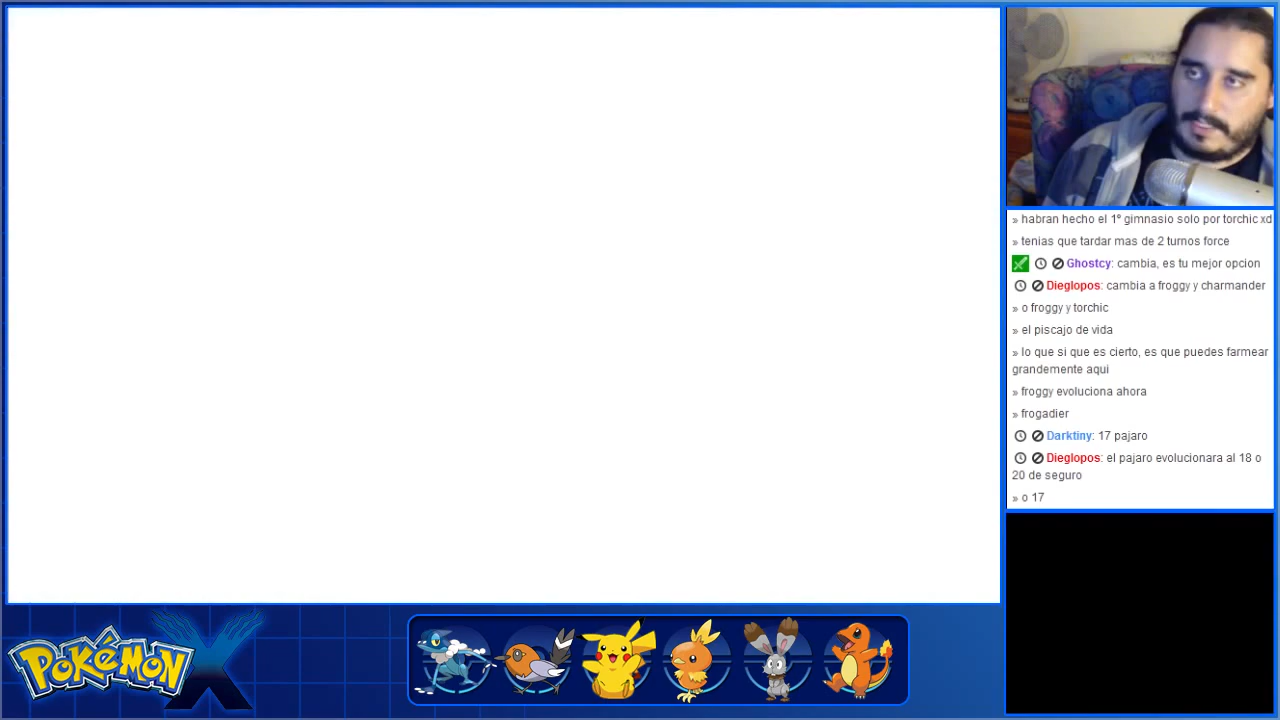 » habran hecho el 1º gimnasio solo por torchic xd
» tenias que tardar mas de 2 turnos force
Ghostcy: cambia, es tu mejor opcion
Dieglopos: cambia a froggy y charmander
» o froggy y torchic
» el piscajo de vida
» lo que si que es cierto, es que puedes farmear
grandemente aqui
» froggy evoluciona ahora
» frogadier
Darktiny: 17 pajaro
Dieglopos: el pajaro evolucionara al 18 o
20 de seguro
» o 17
POKéMON X